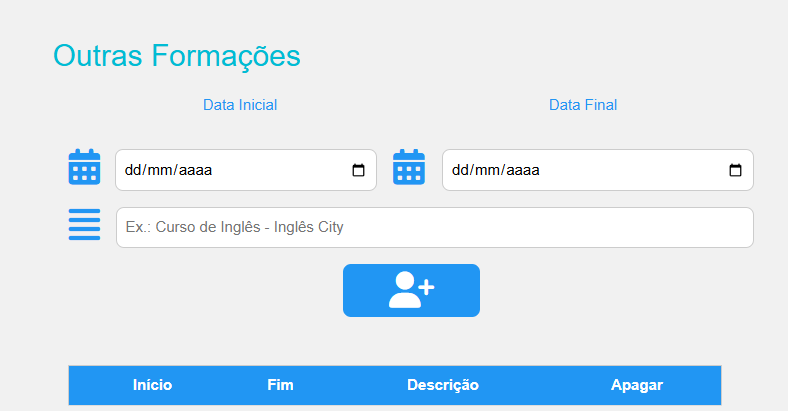 Outras Formações
Data Inicial Data Final
dd/mm/aaaa dd/mm/aaaa
Ex.: Curso de Inglês - Inglês City
Início Fim Descrição Apagar